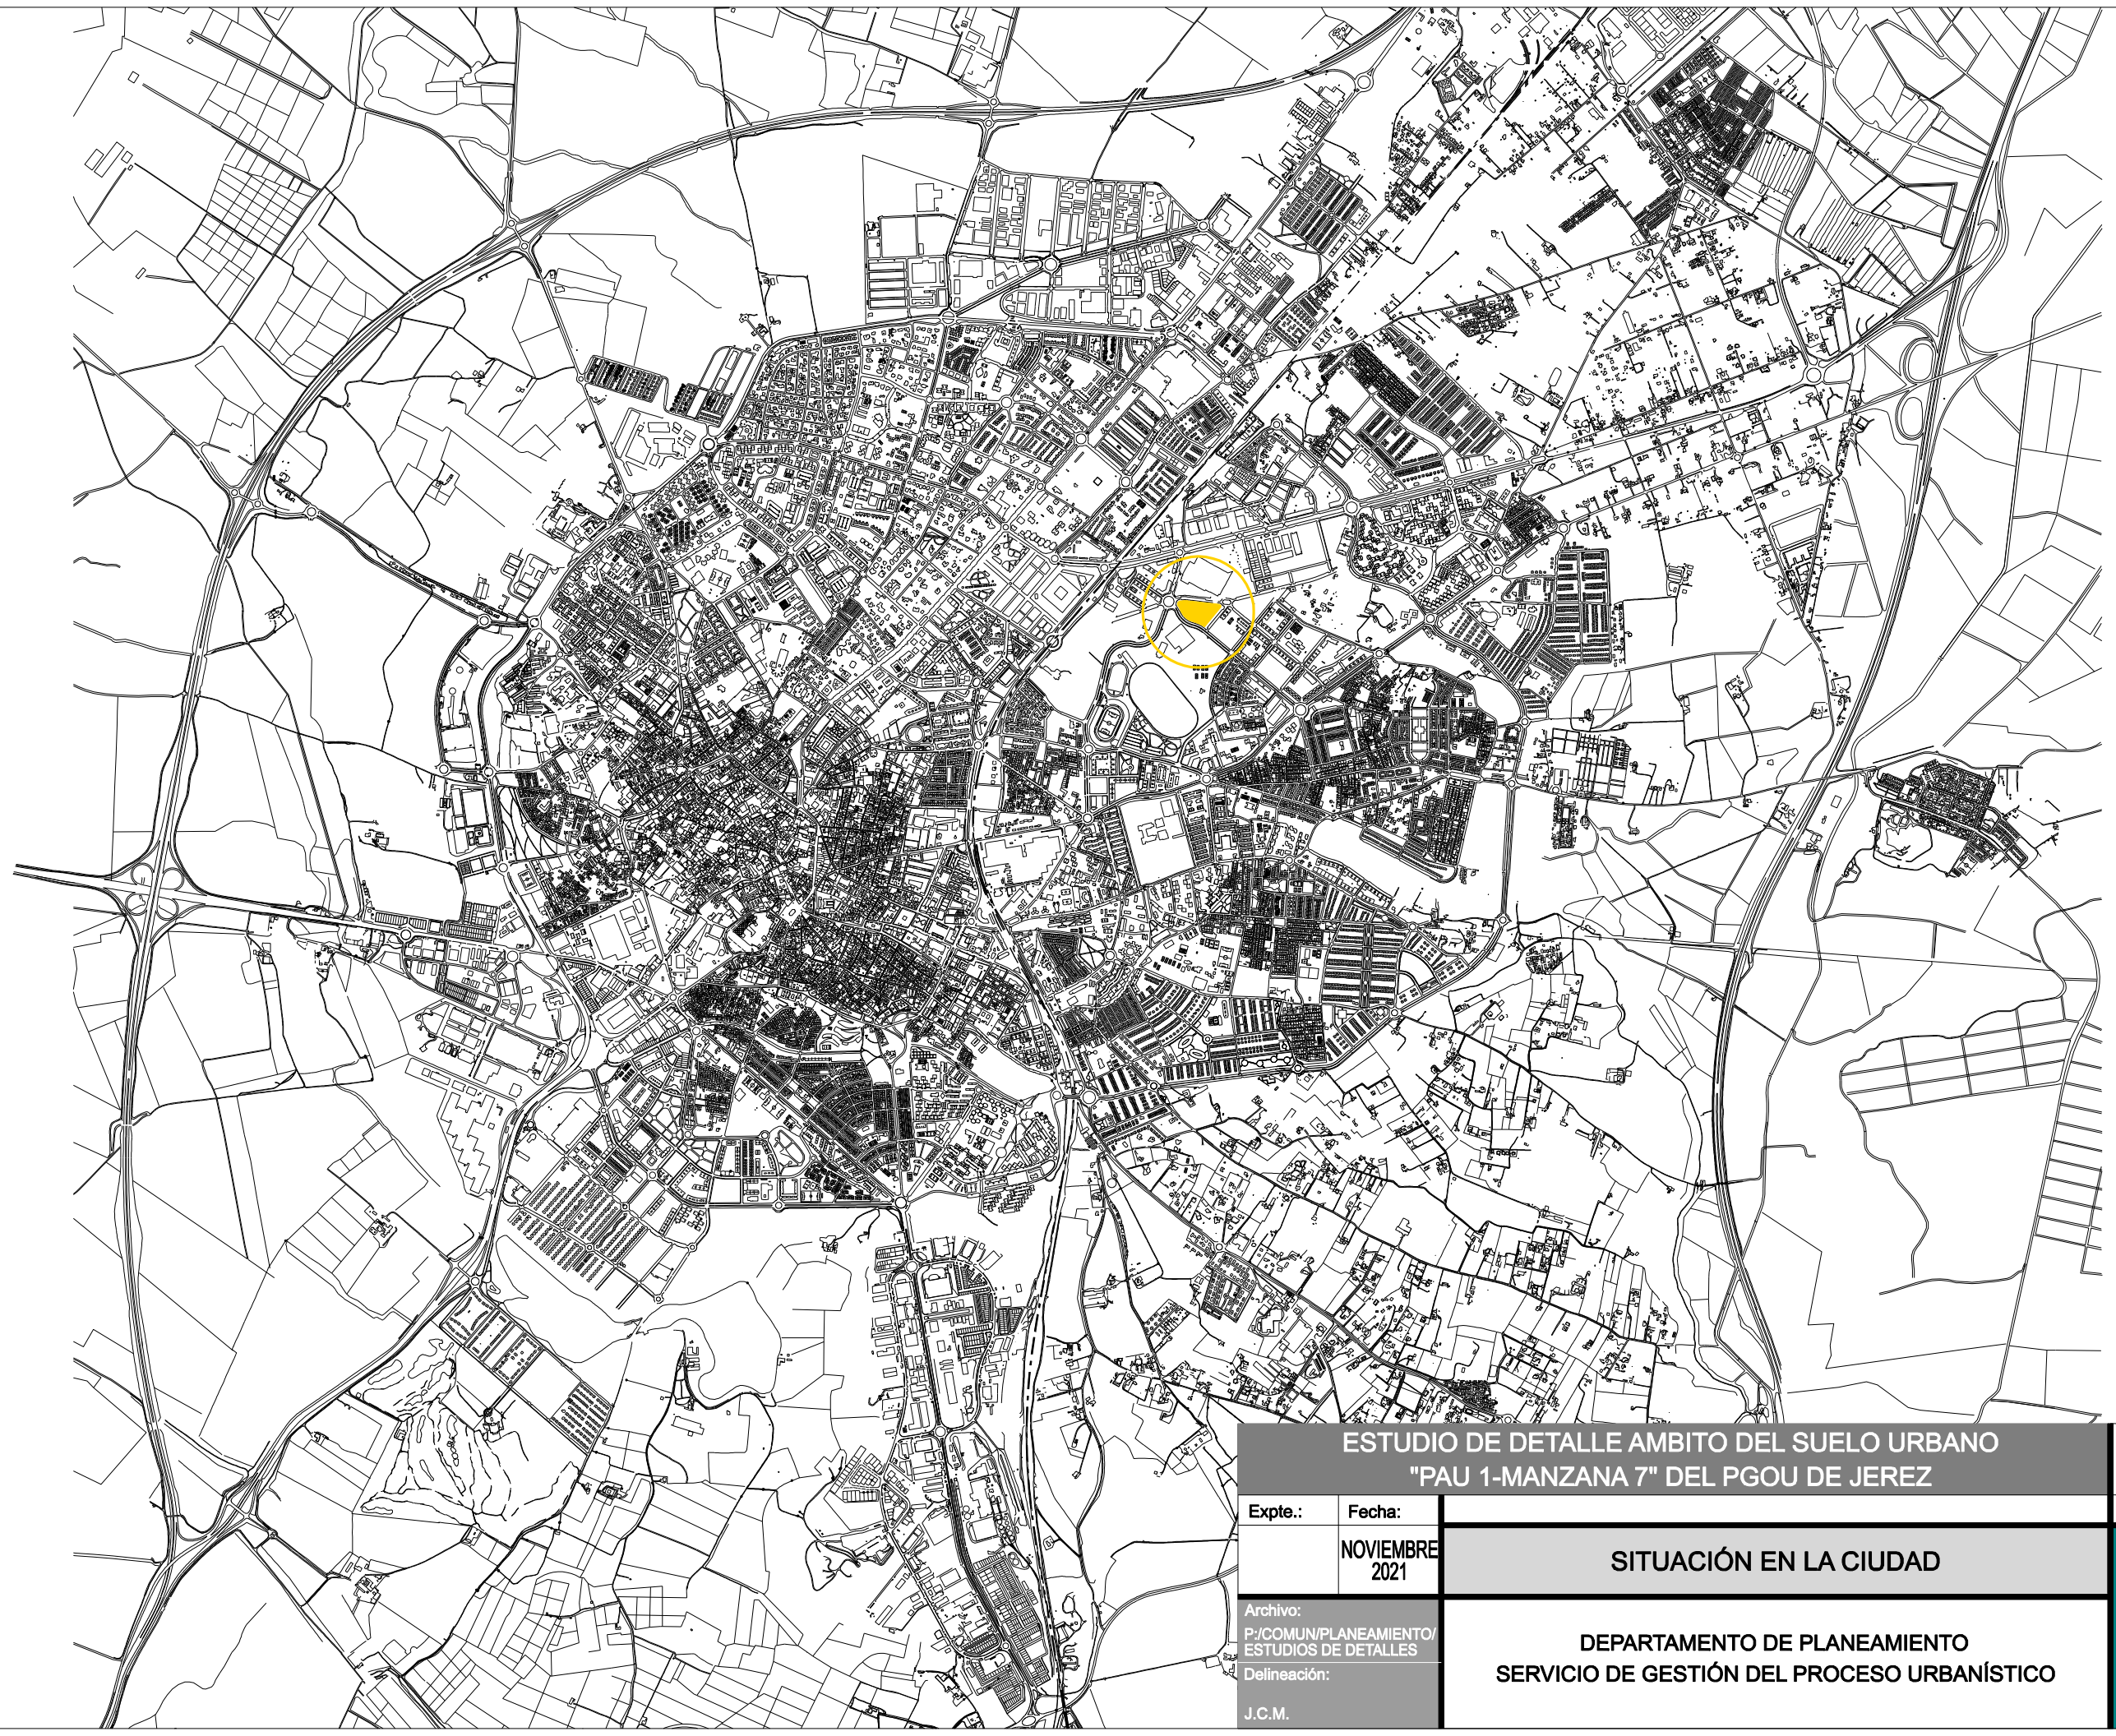 ESTUDIO DE DETALLE AMBITO DEL SUELO URBANO
"PAU 1-MANZANA 7" DEL PGOU DE JEREZ
Expte.:
Fecha:
NOVIEMBRE
2021
SITUACIÓN EN LA CIUDAD
Archivo:
P:/COMUN/PLANEAMIENTO/
ESTUDIOS DE DETALLES
Delineación:
J.C.M.
DEPARTAMENTO DE PLANEAMIENTO
SERVICIO DE GESTIÓN DEL PROCESO URBANÍSTICO